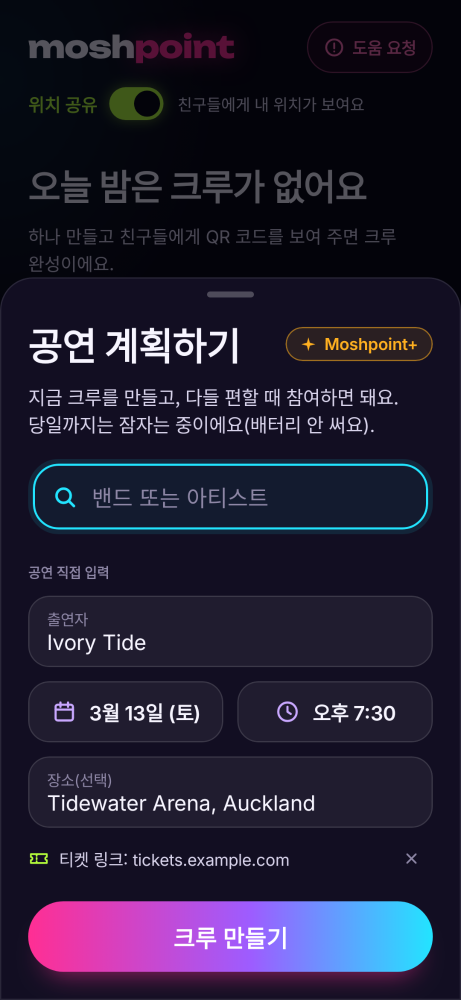 moshpoint
도움 요청
위치 공유
친구들에게 내 위치가 보여요
오늘 밤은 크루가 없어요
하나 만들고 친구들에게 QR 코드를 보여 주면 크루
완성이에요.
공연 계획하기
Moshpoint+
지금 크루를 만들고, 다들 편할 때 참여하면 돼요.
당일까지는 잠자는 중이에요(배터리 안 써요).
밴드 또는 아티스트
공연 직접 입력
출연자
Ivory Tide
3월 13일 (토)
오후 7:30
장소(선택)
Tidewater Arena, Auckland
티켓 링크: tickets.example.com
크루 만들기